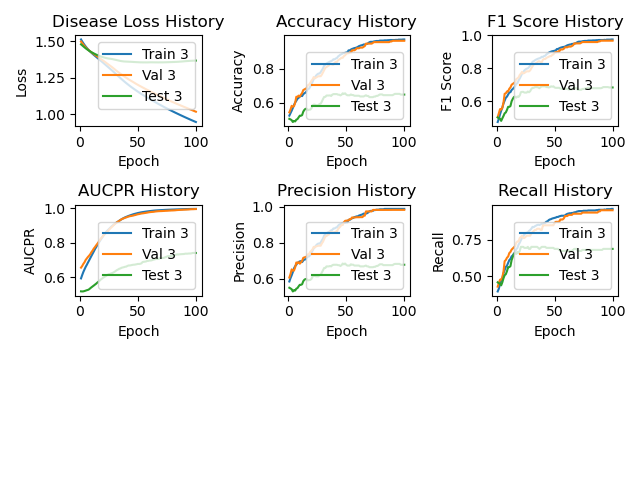 Disease Loss History
Accuracy History
F1 Score History
Loss
1.50
1.25
1.00
Train 3
Val 3
Test 3
0
50
100
Epoch
Accuracy
0.8
0.6
Train 3
Val 3
Test 3
0
50
100
Epoch
F1 Score
1.0
0.8
0.6
Train 3
Val 3
Test 3
0
50
100
Epoch
AUCPR History
Precision History
Recall History
AUCPR
1.0
0.8
0.6
Train 3
Val 3
Test 3
0
50
100
Epoch
Precision
1.0
0.8
0.6
Train 3
Val 3
Test 3
0
50
100
Epoch
Recall
0.75
0.50
Train 3
Val 3
Test 3
0
50
100
Epoch